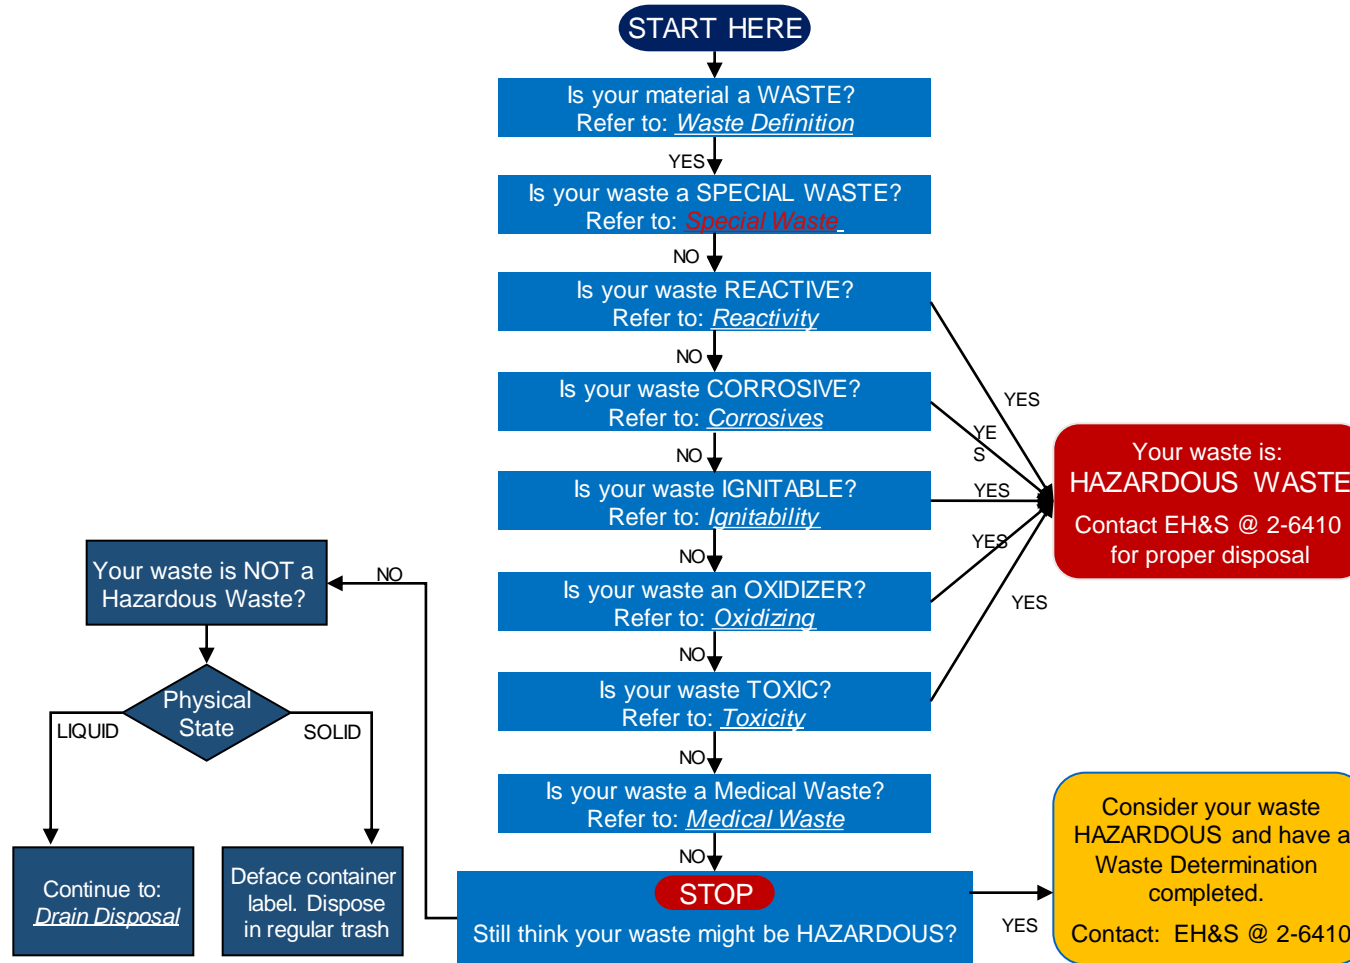 START HERE
Is your material a WASTE?
Refer to: Waste Definition
YES
Is your waste a SPECIAL WASTE?
Refer to: Special Waste
NO
Is your waste REACTIVE?
Refer to: Reactivity
YES
NO
Is your waste CORROSIVE?
Refer to: Corrosives
YE
S
NO
Is your waste IGNITABLE?
Refer to: Ignitability
YES
NO
Is your waste an OXIDIZER?
Refer to: Oxidizing
YES
NO
Is your waste TOXIC?
Refer to: Toxicity
YES
NO
Your waste is:
HAZARDOUS WASTE
Contact EH&S @ 2-6410
for proper disposal
Is your waste a Medical Waste?
Refer to: Medical Waste
NO
STOP
Still think your waste might be HAZARDOUS?
YES
Consider your waste
HAZARDOUS and have a
Waste Determination
completed.
Contact: EH&S @ 2-6410
NO
Your waste is NOT a
Hazardous Waste?
Physical
State
LIQUID
SOLID
Continue to:
Drain Disposal
Deface container
label. Dispose
in regular trash